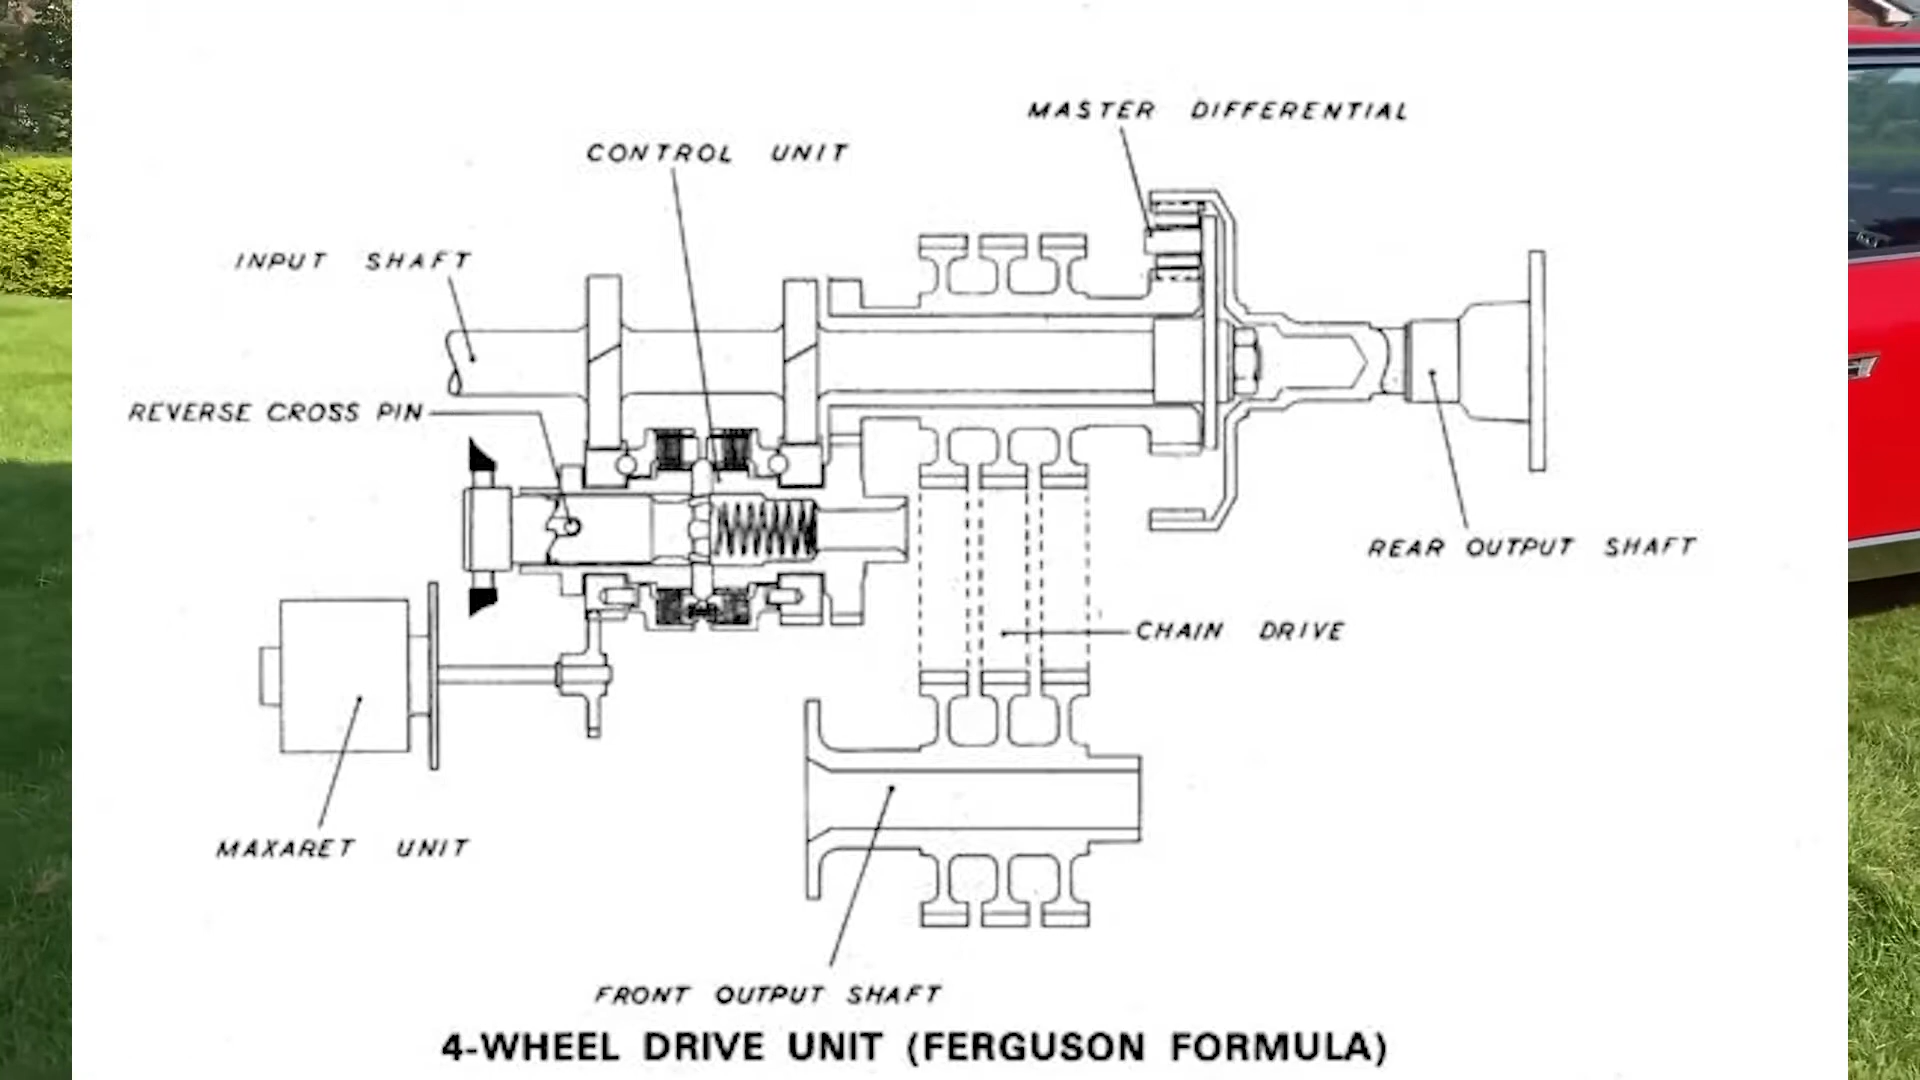 MASTER DIFFERENTIAL
CONTROL UNIT
INPUT SHAFT
REVERSE CROSS PIN
REAR OUTPUT SHAFT
CHAIN DRIVE
MAXARET UNIT
FRONT OUTPUT SHAFT
4-WHEEL DRIVE UNIT (FERGUSON FORMULA)